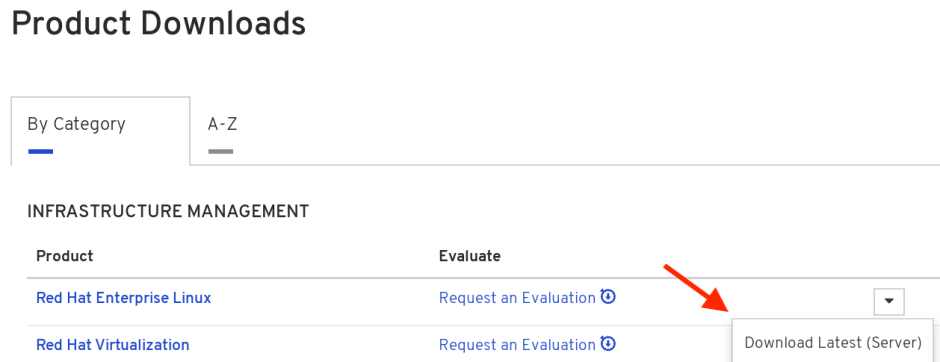 Product Downloads
By Category
A-Z
INFRASTRUCTURE MANAGEMENT
Product Evaluate
Red Hat Enterprise Linux Request an Evaluation
Download Latest (Server)
Red Hat Virtualization Request an Evaluation